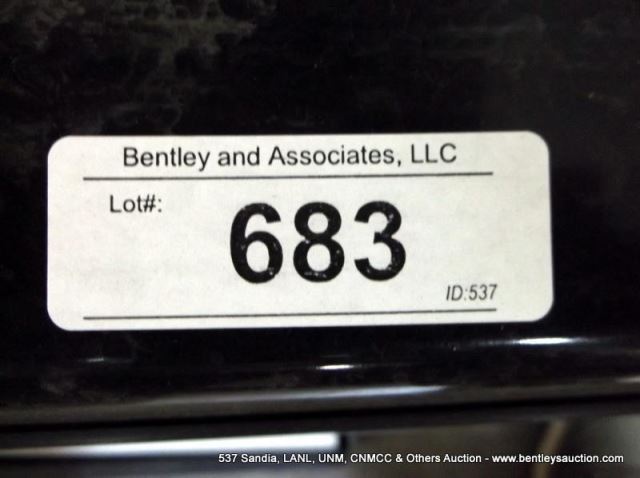 Bentley and Associates, LLC
Lot#:
683
ID:537
537 Sandia, LANL, UNM, CNMCC & Others Auction - www.bentleysauction.com